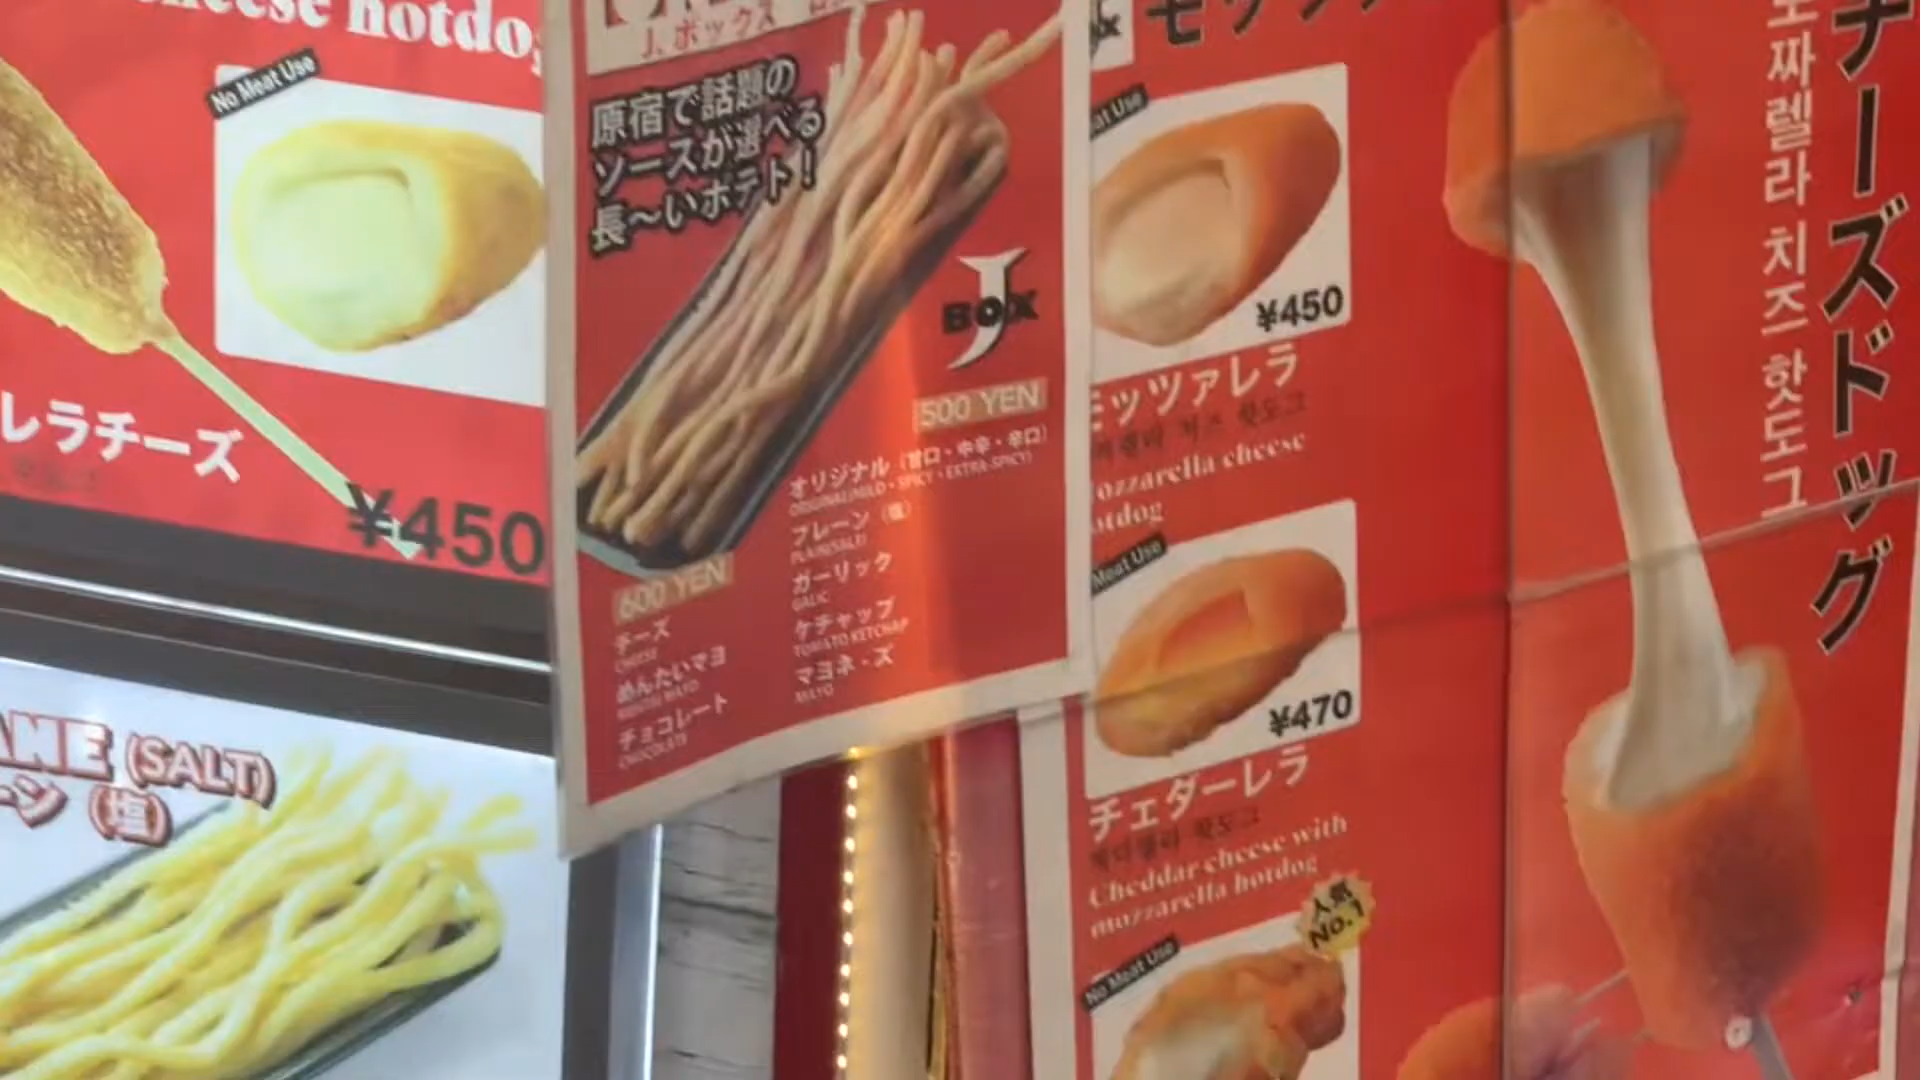 cheese hotdog
No Meat Use
レラチーズ
¥450
(SALT)
(塩)
J.ボックス
原宿で話題の
ソースが選べる
長〜いポテト!
J
BOX
500 YEN
オリジナル (甘口・中辛・辛口)
ORIGINAL(MILD・SPICY・EXTRA-SPICY)
プレーン (塩)
PLAIN(SALT)
ガーリック
ケチャップ
TOMATO KETCHAP
マヨネーズ
MAYO
600 YEN
チーズ
CHEESE
めんたいマヨ
チョコレート
CHOCOLATE
¥450
モッツァレラ
Mozzarella cheese
hotdog
Meat Use
¥470
チェダーレラ
Cheddar cheese with
mozzarella hotdog
人気
No.1
No Meat Use
チーズドッグ
모짜렐라 치즈 핫도그